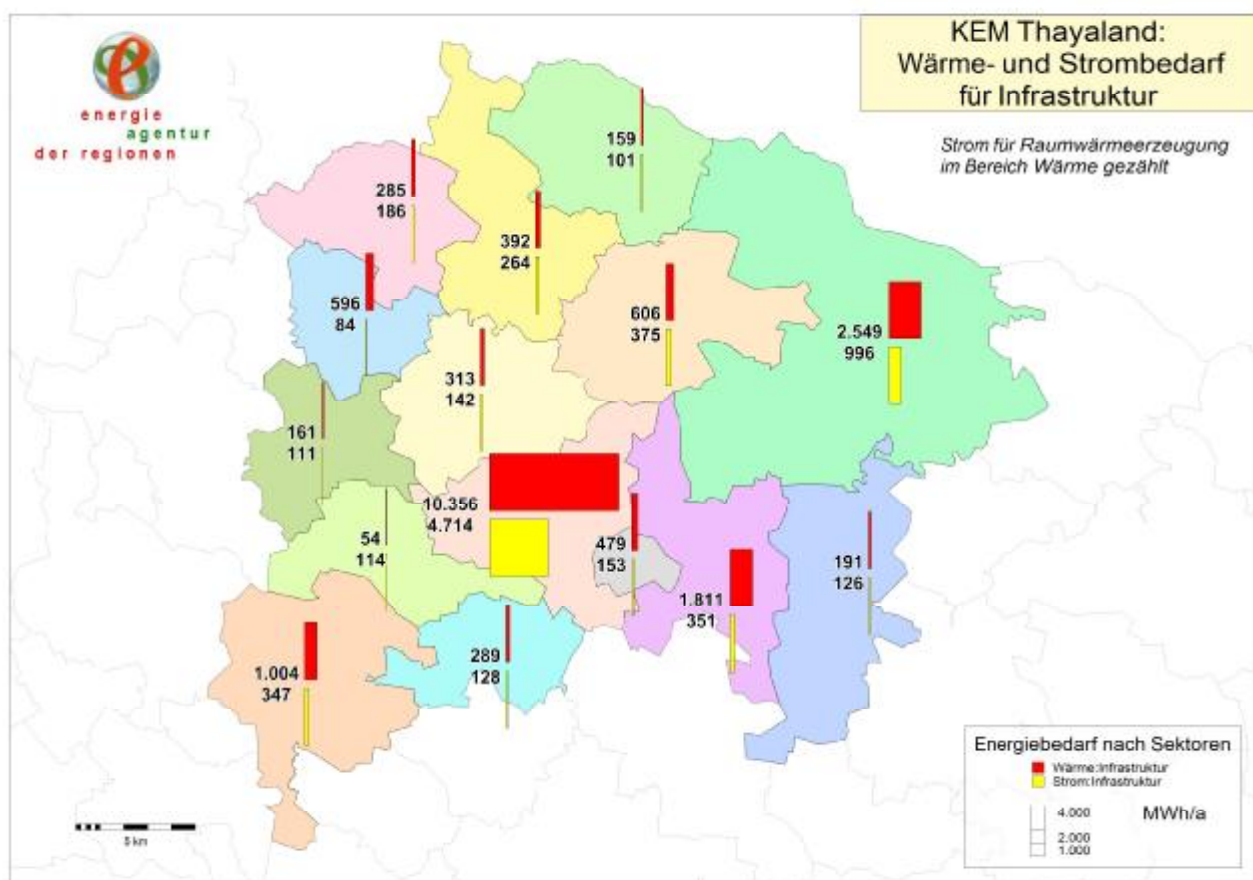 KEM Thayaland:
Wärme- und Strombedarf
für Infrastruktur
Strom für Raumwärmeerzeugung
im Bereich Wärme gezählt
energie
agentur
der regionen
159
101
285
186
392
264
596
84
606
375
2.549
996
313
142
161
111
10.356
4.714
54
114
479
153
191
126
1.811
351
289
128
1.004
347
5 km
Energiebedarf nach Sektoren
Wärme:Infrastruktur
Strom:Infrastruktur
4.000
MWh/a
2.000
1.000